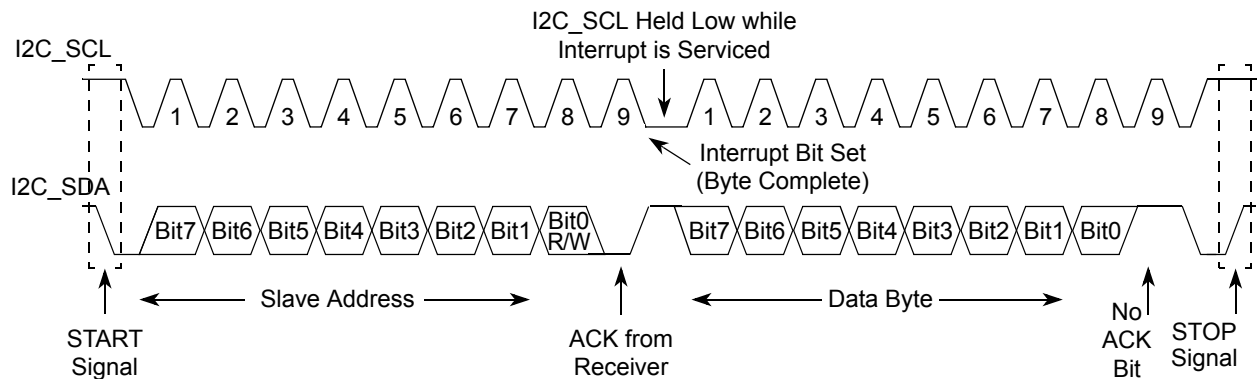 I2C_SCL Held Low while
Interrupt is Serviced
I2C_SCL
1 2 3 4 5 6 7 8 9 1 2 3 4 5 6 7 8 9
Interrupt Bit Set
(Byte Complete)
I2C_SDA
Bit7 Bit6 Bit5 Bit4 Bit3 Bit2 Bit1 Bit0 R/W Bit7 Bit6 Bit5 Bit4 Bit3 Bit2 Bit1 Bit0
Slave Address
Data Byte
START
Signal
ACK from
Receiver
No
ACK
Bit
STOP
Signal